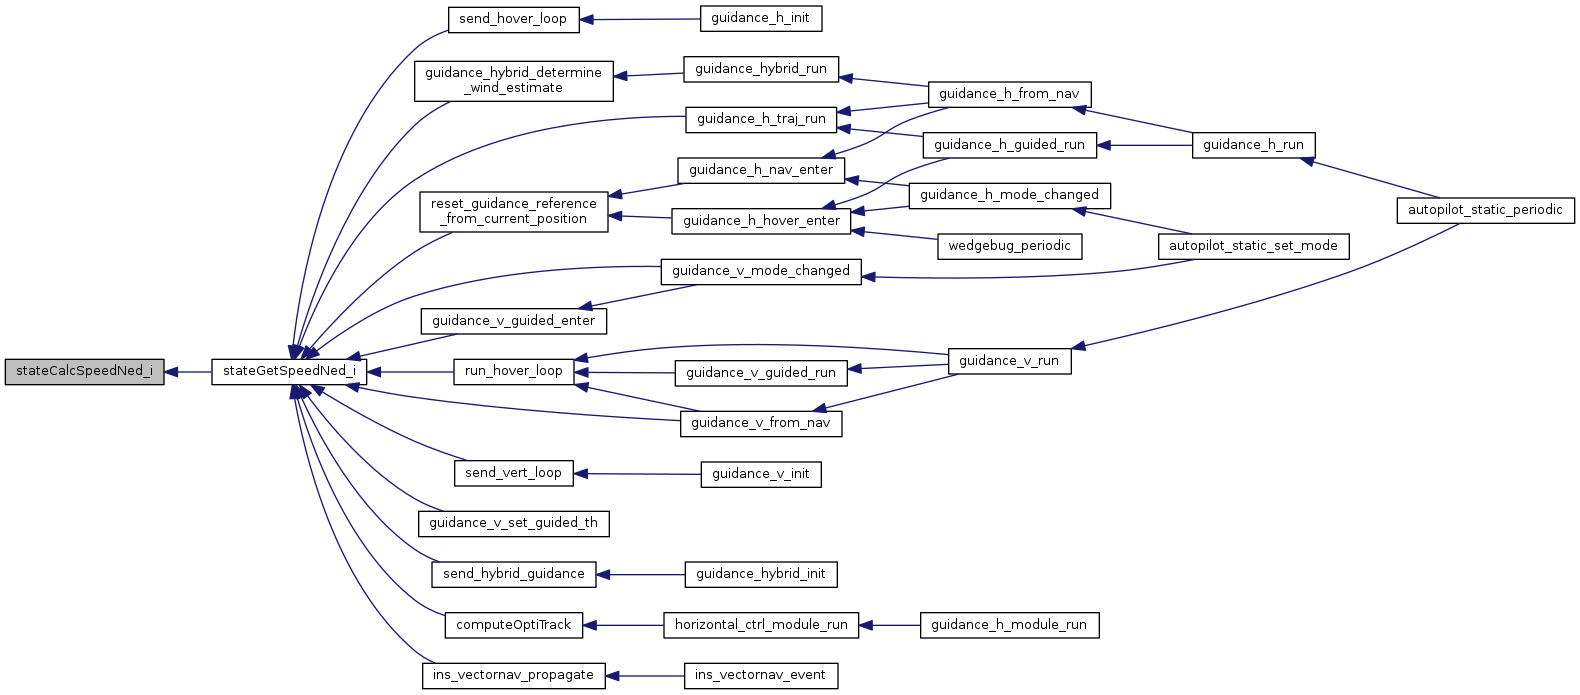 stateCalcSpeedNed_i
stateGetSpeedNed_i
send_hover_loop
guidance_h_init
guidance_hybrid_determine
_wind_estimate
guidance_hybrid_run
guidance_h_from_nav
guidance_h_traj_run
guidance_h_guided_run
guidance_h_run
guidance_h_nav_enter
reset_guidance_reference
_from_current_position
guidance_h_mode_changed
guidance_h_hover_enter
autopilot_static_periodic
wedgebug_periodic
autopilot_static_set_mode
guidance_v_mode_changed
guidance_v_guided_enter
run_hover_loop
guidance_v_guided_run
guidance_v_run
guidance_v_from_nav
send_vert_loop
guidance_v_init
guidance_v_set_guided_th
send_hybrid_guidance
guidance_hybrid_init
computeOptiTrack
horizontal_ctrl_module_run
guidance_h_module_run
ins_vectornav_propagate
ins_vectornav_event